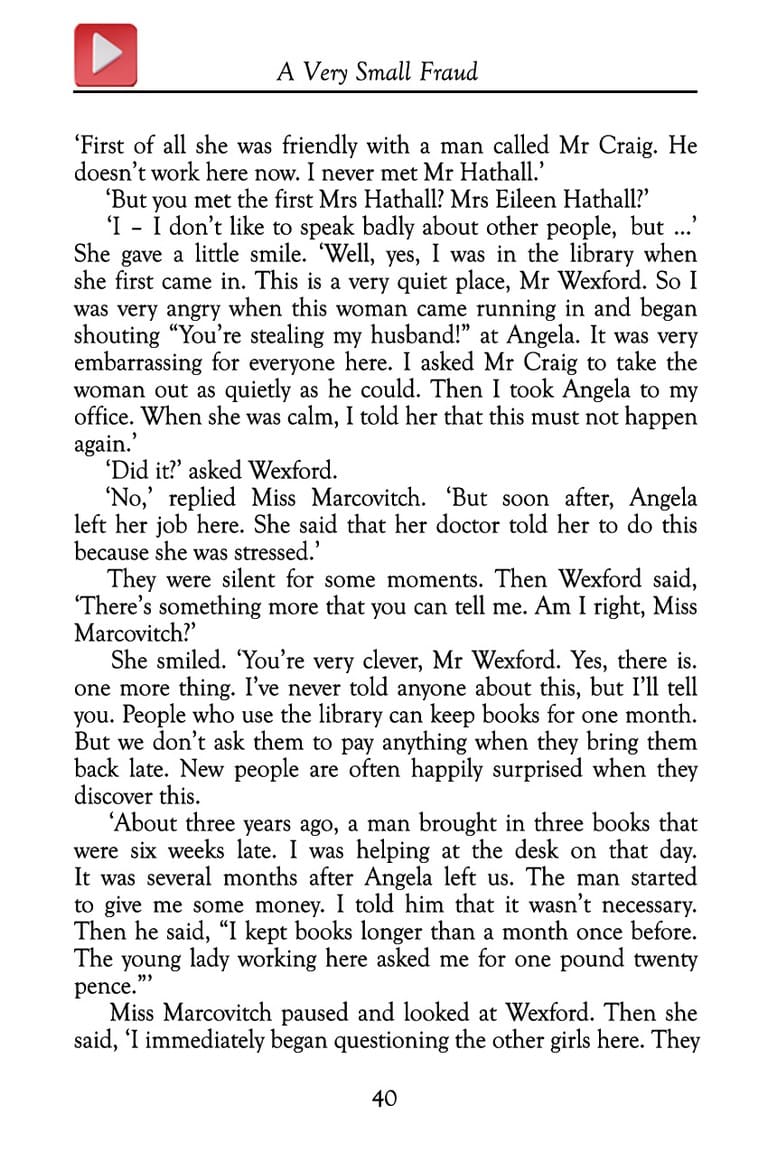 A Very Small Fraud
‘First of all she was friendly with a man called Mr Craig. He
doesn’t work here now. I never met Mr Hathall.’
‘But you met the first Mrs Hathall? Mrs Eileen Hathall?’
‘I – I don’t like to speak badly about other people, but ...’
She gave a little smile. ‘Well, yes, I was in the library when
she first came in. This is a very quiet place, Mr Wexford. So I
was very angry when this woman came running in and began
shouting “You’re stealing my husband!” at Angela. It was very
embarrassing for everyone here. I asked Mr Craig to take the
woman out as quietly as he could. Then I took Angela to my
office. When she was calm, I told her that this must not happen
again.’
‘Did it?’ asked Wexford.
‘No,’ replied Miss Marcovitch. ‘But soon after, Angela
left her job here. She said that her doctor told her to do this
because she was stressed.’
They were silent for some moments. Then Wexford said,
‘There’s something more that you can tell me. Am I right, Miss
Marcovitch?’
She smiled. ‘You’re very clever, Mr Wexford. Yes, there is.
one more thing. I’ve never told anyone about this, but I’ll tell
you. People who use the library can keep books for one month.
But we don’t ask them to pay anything when they bring them
back late. New people are often happily surprised when they
discover this.
‘About three years ago, a man brought in three books that
were six weeks late. I was helping at the desk on that day.
It was several months after Angela left us. The man started
to give me some money. I told him that it wasn’t necessary.
Then he said, “I kept books longer than a month once before.
The young lady working here asked me for one pound twenty
pence.”’
Miss Marcovitch paused and looked at Wexford. Then she
said, ‘I immediately began questioning the other girls here. They
40